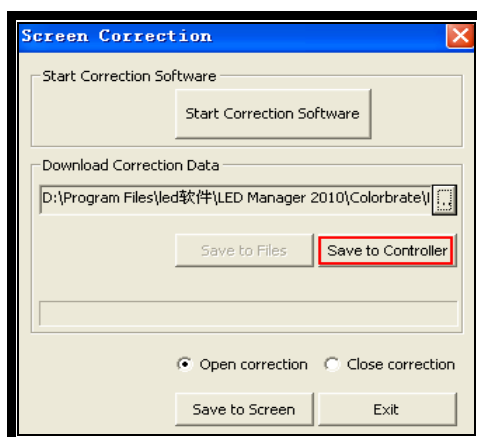 Screen Correction
Start Correction Software
Start Correction Software
Download Correction Data
D:\Program Files\led软件\LED Manager 2010\Colorbrate\
...
Save to Files Save to Controller
Open correction Close correction
Save to Screen Exit